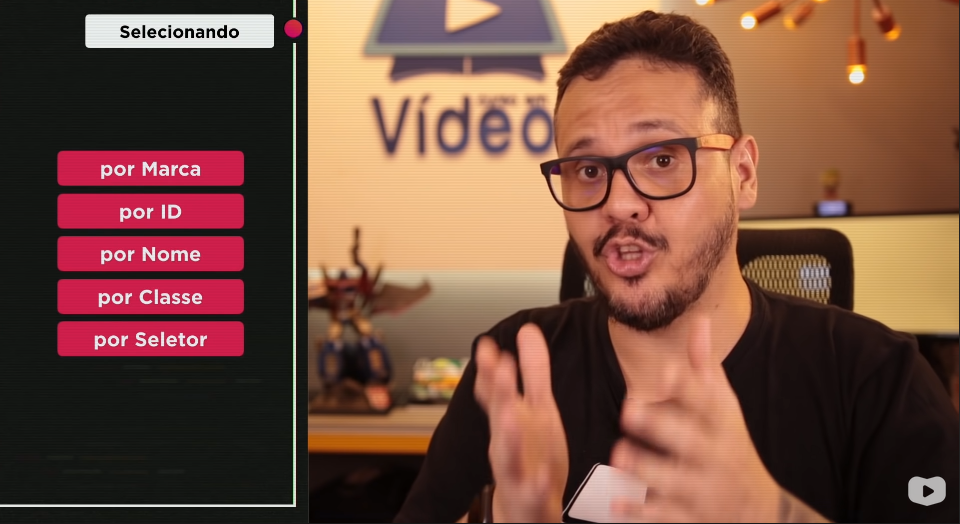 Selecionando
por Marca
por ID
por Nome
por Classe
por Seletor
Vídeo